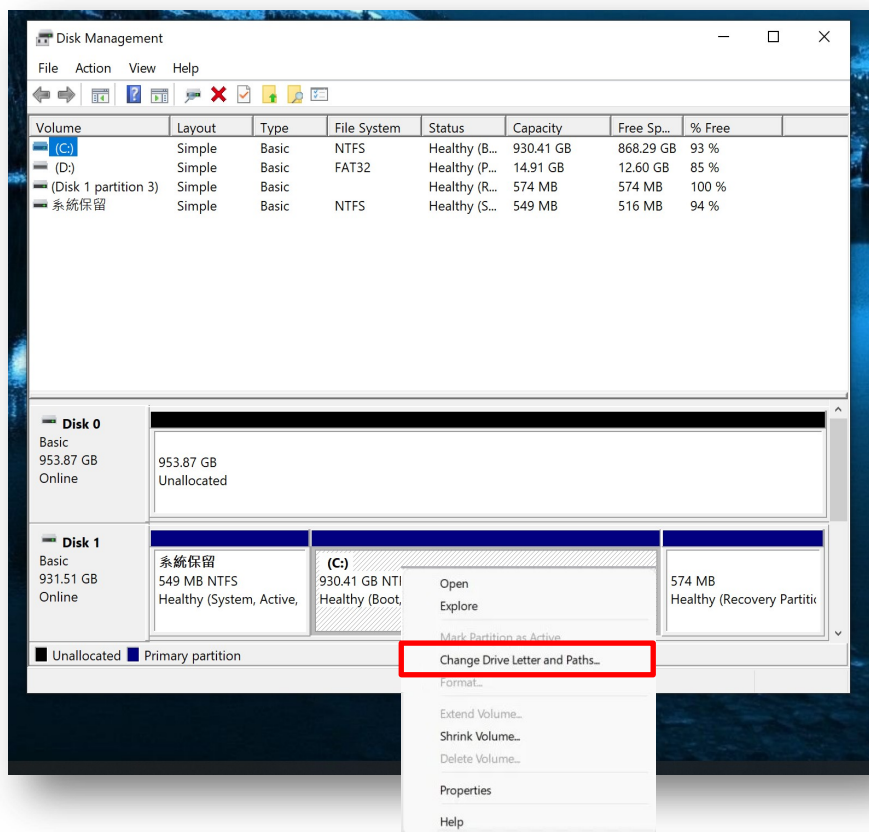 Disk Management
File Action View Help
Volume Layout Type File System Status Capacity Free Sp... % Free
(C:) Simple Basic NTFS Healthy (B... 930.41 GB 868.29 GB 93 %
(D:) Simple Basic FAT32 Healthy (P... 14.91 GB 12.60 GB 85 %
(Disk 1 partition 3) Simple Basic Healthy (R... 574 MB 574 MB 100 %
系統保留 Simple Basic NTFS Healthy (S... 549 MB 516 MB 94 %
Disk 0
Basic
953.87 GB
Online
953.87 GB
Unallocated
Disk 1
Basic
931.51 GB
Online
系統保留
549 MB NTFS
Healthy (System, Active,
(C:)
930.41 GB NTF
Healthy (Boot,
574 MB
Healthy (Recovery Partitic
Unallocated Primary partition
Open
Explore
Mark Partition as Active
Change Drive Letter and Paths...
Format...
Extend Volume...
Shrink Volume...
Delete Volume...
Properties
Help